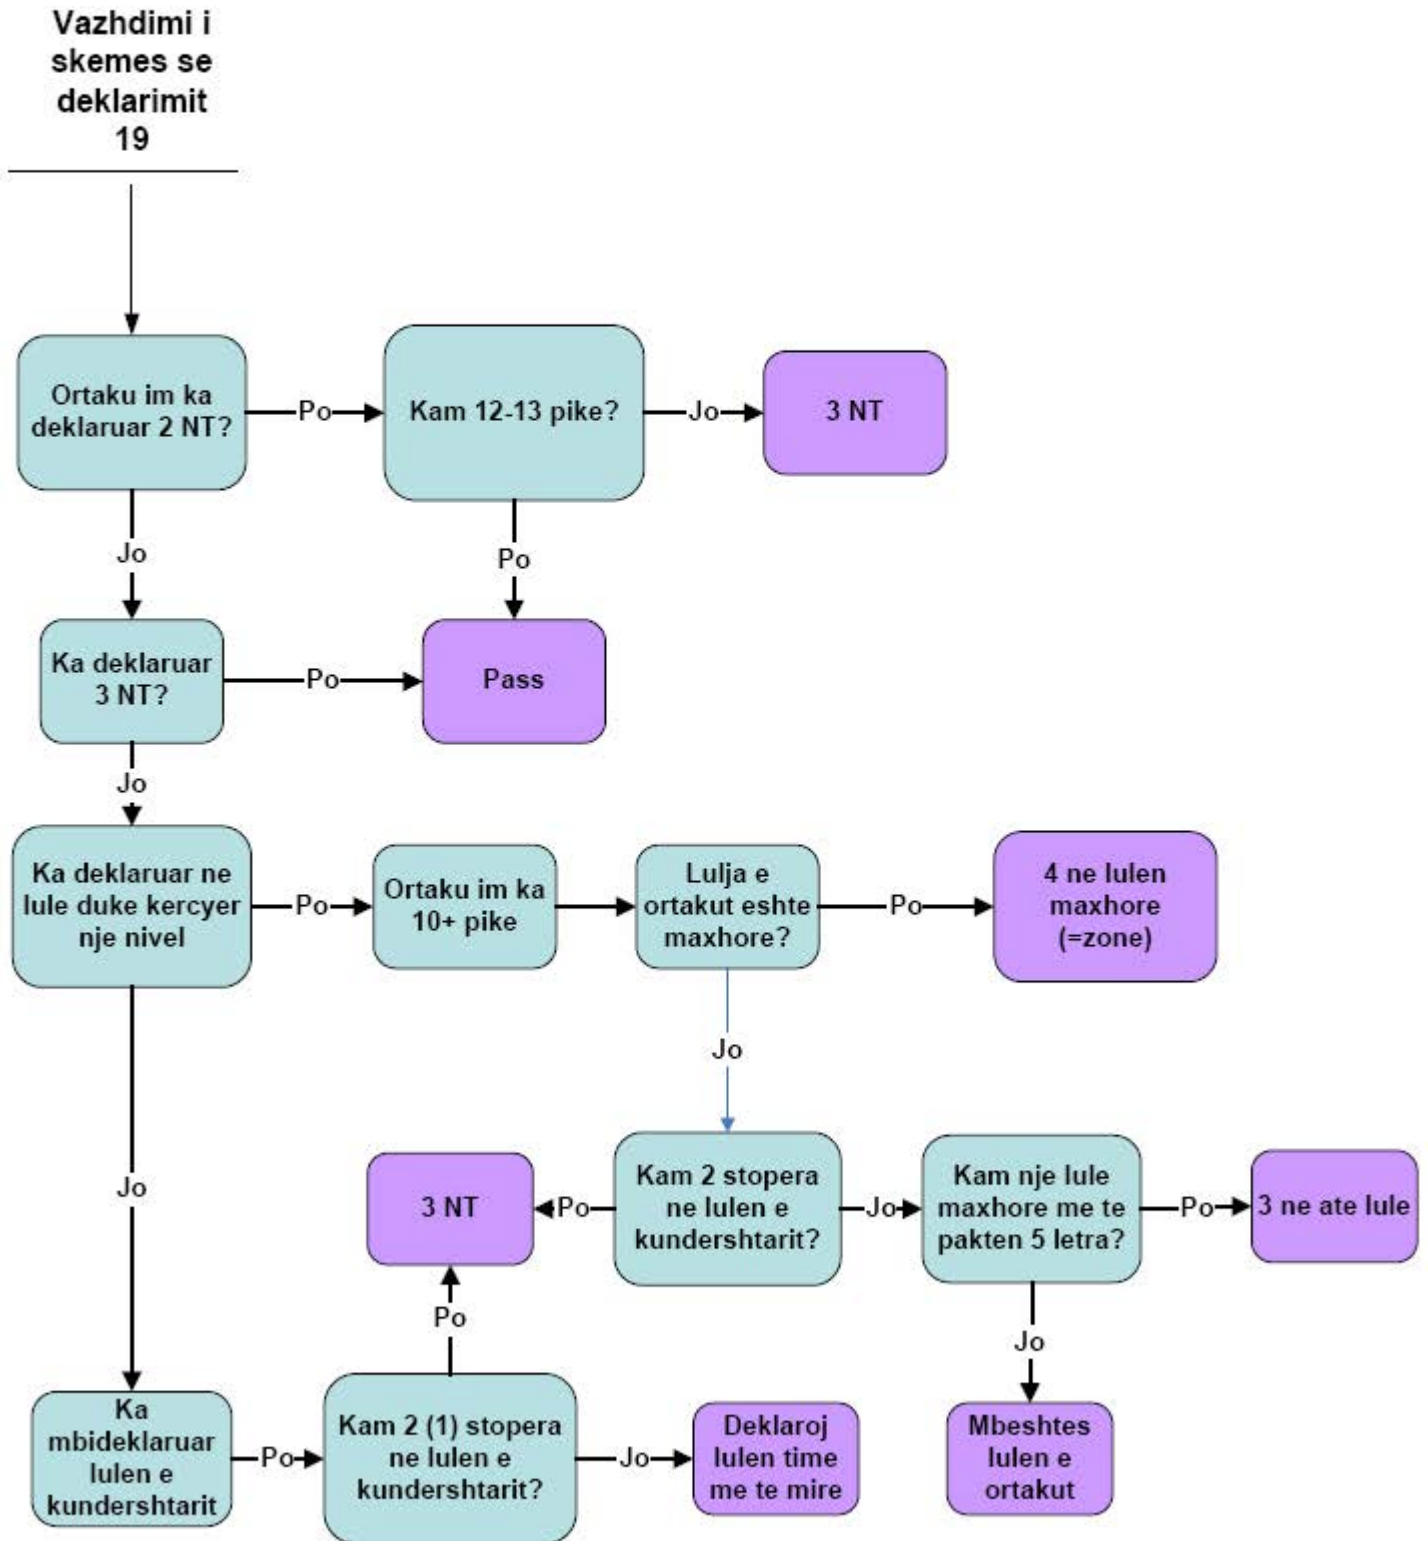 Vazhdimi i
skemes se
deklarimit
19
Ortaku im ka
deklaruar 2 NT?
Po
Kam 12-13 pike?
Jo
3 NT
Jo
Po
Ka deklaruar
3 NT?
Po
Pass
Jo
Ka deklaruar ne
lule duke kercyer
nje nivel
Po
Ortaku im ka
10+ pike
Lulja e
ortakut eshte
maxhore?
Po
4 ne lulen
maxhore
(=zone)
Jo
Jo
3 NT
Po
Kam 2 stopera
ne lulen e
kundershtarit?
Jo
Kam nje lule
maxhore me te
pakten 5 letra?
Po
3 ne ate lule
Po
Jo
Ka
mbideklaruar
lulen e
kundershtarit
Po
Kam 2 (1) stopera
ne lulen e
kundershtarit?
Jo
Deklaroj
lulen time
me te mire
Mbeshtes
lulen e
ortakut